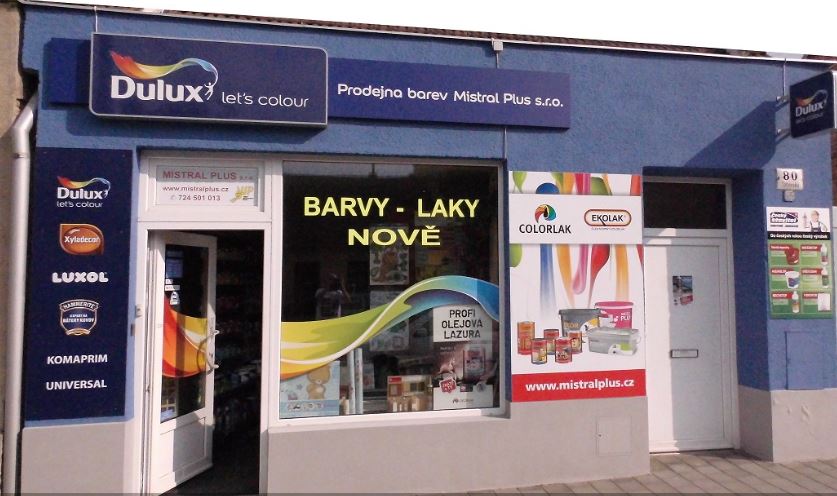 Dulux let's colour
Prodejna barev Mistral Plus s.r.o.
Dulux
let's colour
80
Dulux
let's colour
Xyladecor
LUXOL
HAMMERITE
KOMAPRIM
UNIVERSAL
MISTRAL PLUS s.r.o.
www.mistralplus.cz
724 501 013
BARVY - LAKY
NOVĚ
PROFI
OLEJOVÁ
LAZURA
COLORLAK
EKOLAK
www.mistralplus.cz